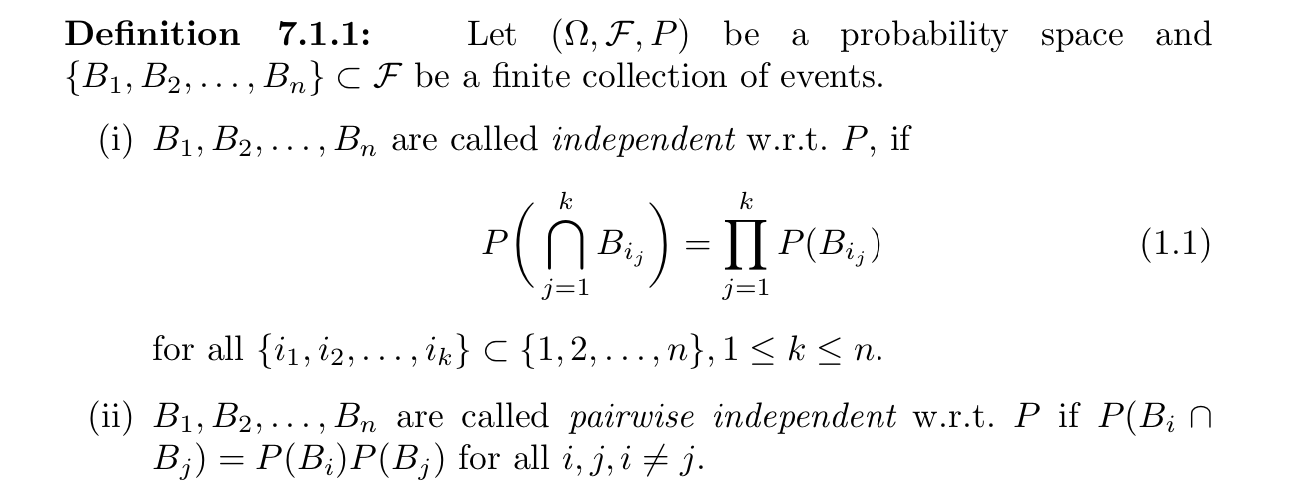 Definition 7.1.1: Let (Ω, ℱ, P) be a probability space and
{B₁, B₂, . . . , Bₙ} ⊂ ℱ be a finite collection of events.
(i) B₁, B₂, . . . , Bₙ are called independent w.r.t. P, if
P(⋂_{j=1}^{k} B_{i_j}) = ∏_{j=1}^{k} P(B_{i_j}) (1.1)
for all {i₁, i₂, . . . , iₖ} ⊂ {1, 2, . . . , n}, 1 ≤ k ≤ n.
(ii) B₁, B₂, . . . , Bₙ are called pairwise independent w.r.t. P if P(Bᵢ ∩
Bⱼ) = P(Bᵢ)P(Bⱼ) for all i, j, i ≠ j.